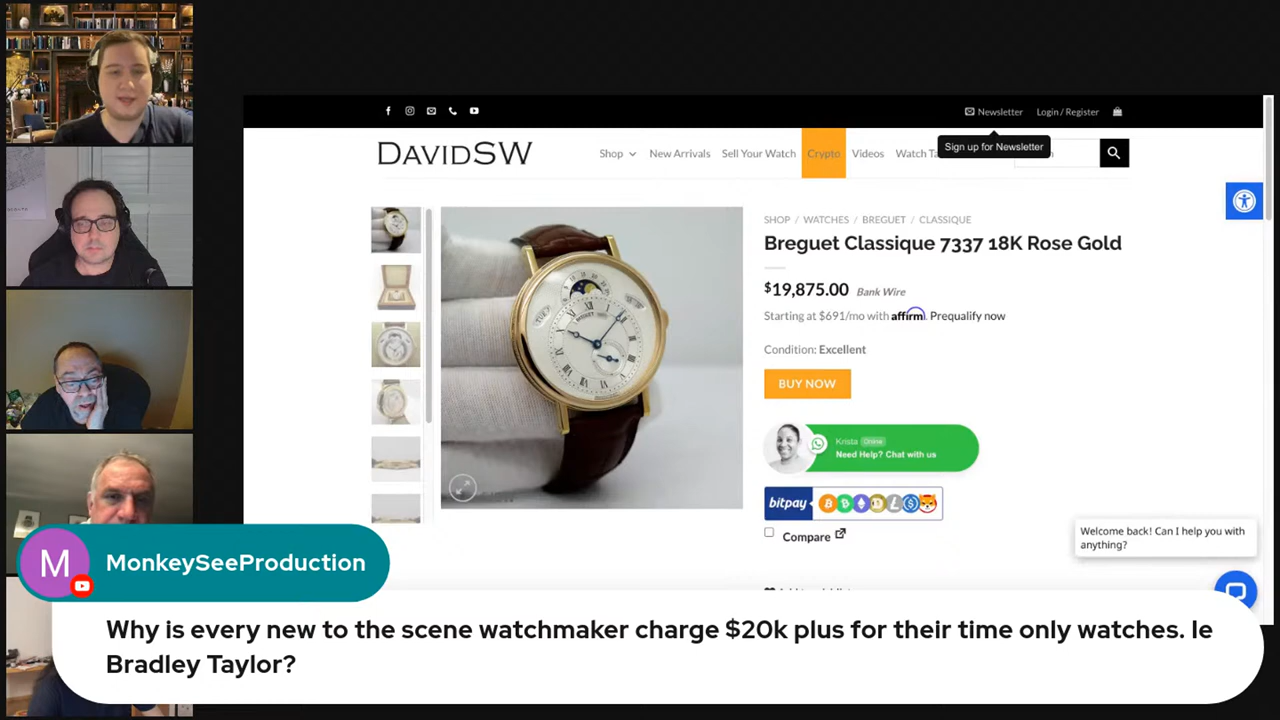 Newsletter
Login / Register
Sign up for Newsletter
DAVIDSW
Shop
New Arrivals
Sell Your Watch
Crypto
Videos
Watch Ta
SHOP / WATCHES / BREGUET / CLASSIQUE
Breguet Classique 7337 18K Rose Gold
$19,875.00 Bank Wire
Starting at $691/mo with affirm. Prequalify now
Condition: Excellent
BUY NOW
Krista Online
Need Help? Chat with us
bitpay
Compare
Welcome back! Can I help you with
anything?
M
MonkeySeeProduction
Why is every new to the scene watchmaker charge $20k plus for their time only watches. Ie
Bradley Taylor?